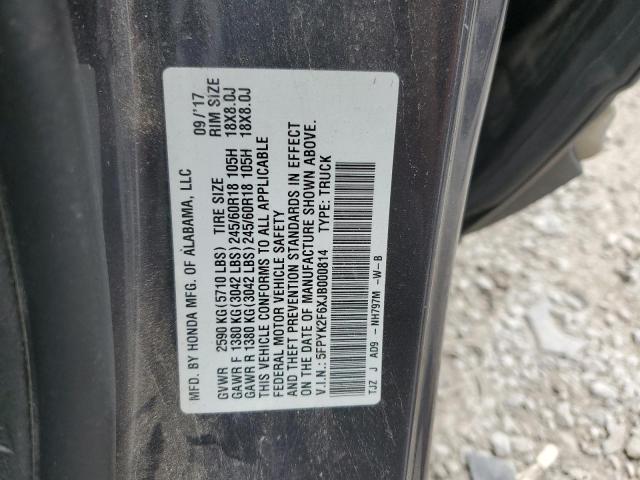 MFD. BY HONDA MFG. OF ALABAMA, LLC 09/'17
GVWR 2590 KG(5710 LBS) TIRE SIZE RIM SIZE
GAWR F 1380 KG(3042 LBS) 245/60R18 105H 18X8.0J
GAWR R 1380 KG(3042 LBS) 245/60R18 105H 18X8.0J
THIS VEHICLE CONFORMS TO ALL APPLICABLE
FEDERAL MOTOR VEHICLE SAFETY
AND THEFT PREVENTION STANDARDS IN EFFECT
ON THE DATE OF MANUFACTURE SHOWN ABOVE.
V.I.N.: 5FPYK2F6XJB000814 TYPE: TRUCK
TJZ J AD9 - NH797M -W-B